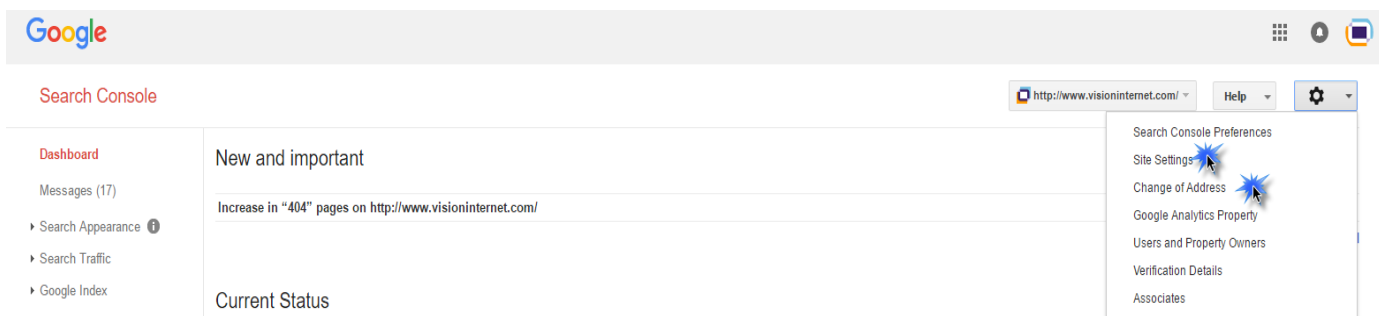 Google
Search Console
http://www.visioninternet.com/
Help
Dashboard
Messages (17)
Search Appearance
Search Traffic
Google Index
New and important
Increase in “404” pages on http://www.visioninternet.com/
Current Status
Search Console Preferences
Site Settings
Change of Address
Google Analytics Property
Users and Property Owners
Verification Details
Associates